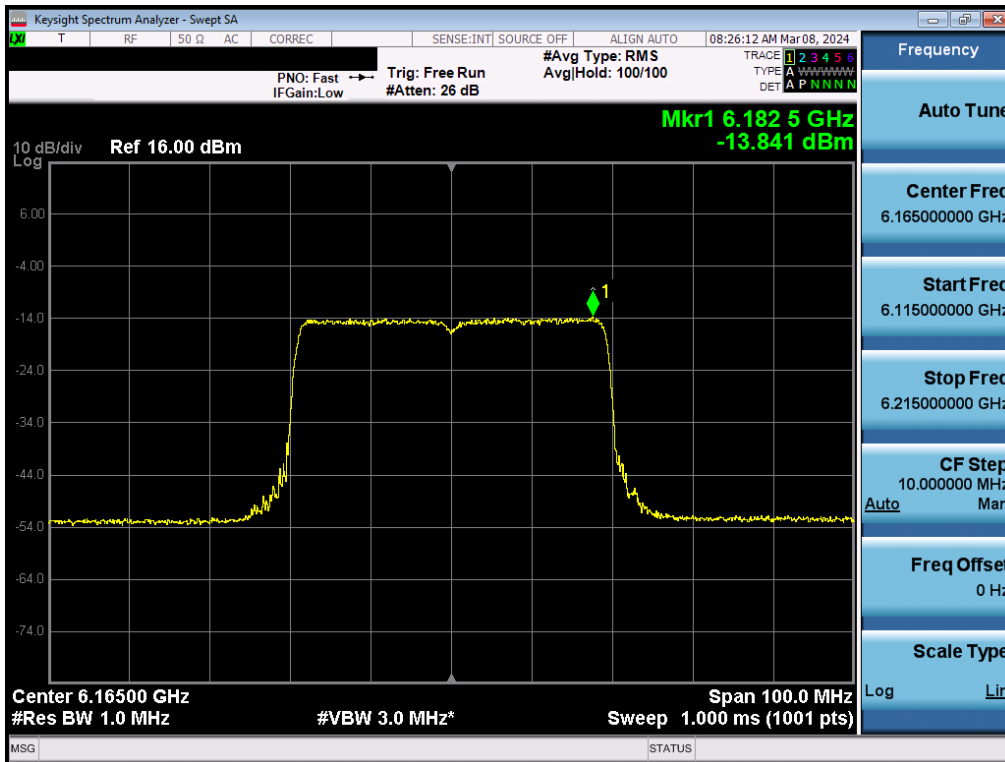 Keysight Spectrum Analyzer - Swept SA
LXI T RF 50 Ω AC CORREC SENSE:INT SOURCE OFF ALIGN AUTO 08:26:12 AM Mar 08, 2024
PNO: Fast
IFGain:Low
Trig: Free Run
#Atten: 26 dB
#Avg Type: RMS
Avg|Hold: 100/100
TRACE 1 2 3 4 5 6
TYPE A WWWWW
DET A P N N N N
Mkr1 6.182 5 GHz
-13.841 dBm
10 dB/div Ref 16.00 dBm
Log
6.00
-4.00
1
-14.0
-24.0
-34.0
-44.0
-54.0
-64.0
-74.0
Center 6.16500 GHz Span 100.0 MHz
#Res BW 1.0 MHz #VBW 3.0 MHz* Sweep 1.000 ms (1001 pts)
MSG STATUS
Frequency
Auto Tune
Center Freq
6.165000000 GHz
Start Freq
6.115000000 GHz
Stop Freq
6.215000000 GHz
CF Step
10.000000 MHz
Auto Man
Freq Offset
0 Hz
Scale Type
Log Lin